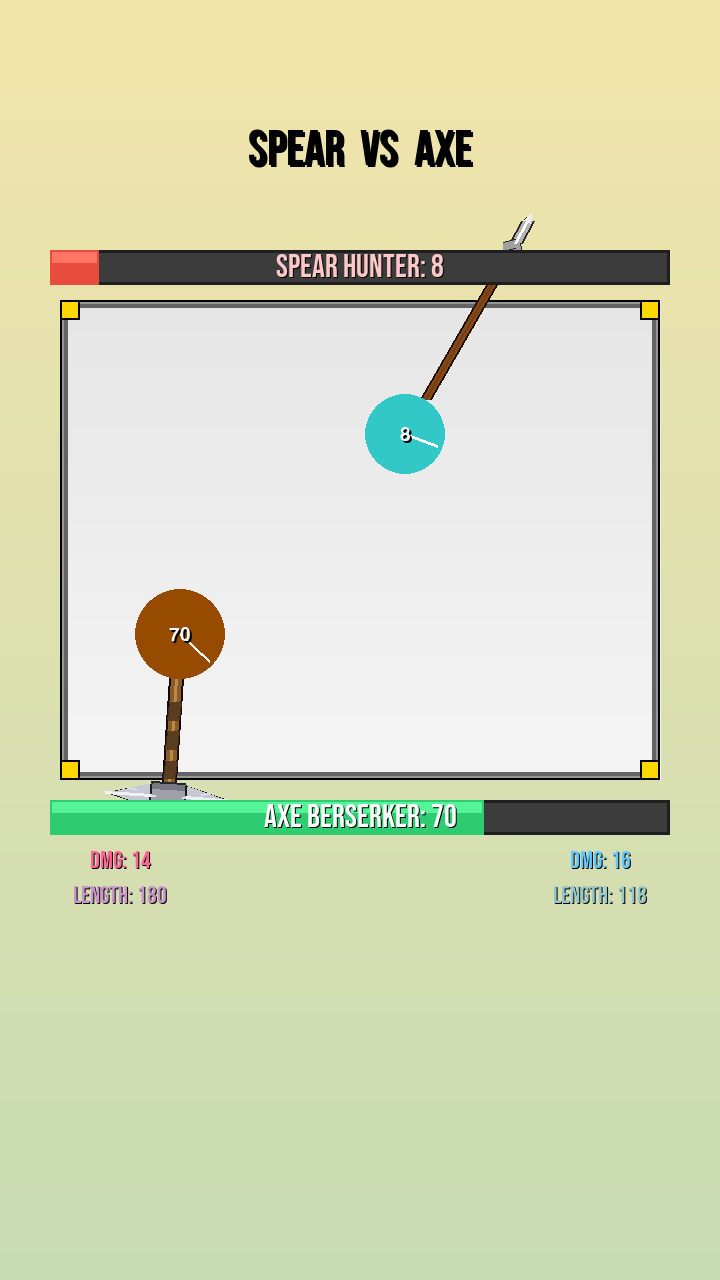 SPEAR VS AXE
SPEAR HUNTER: 8
8
70
AXE BERSERKER: 70
DMG: 14
DMG: 16
LENGTH: 180
LENGTH: 118